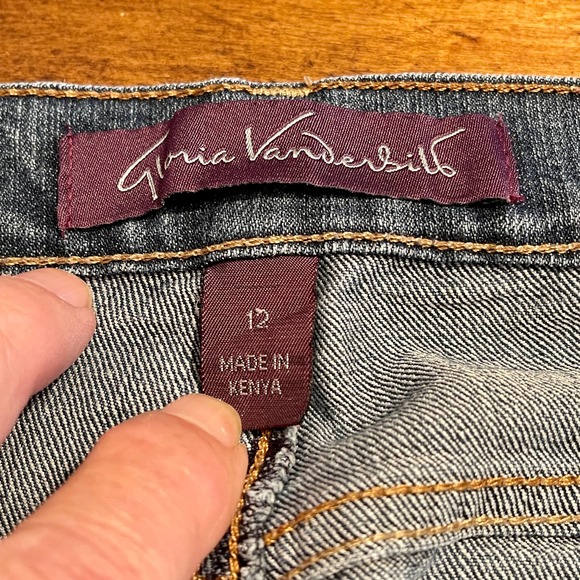 Gloria Vanderbilt
12
MADE IN
KENYA